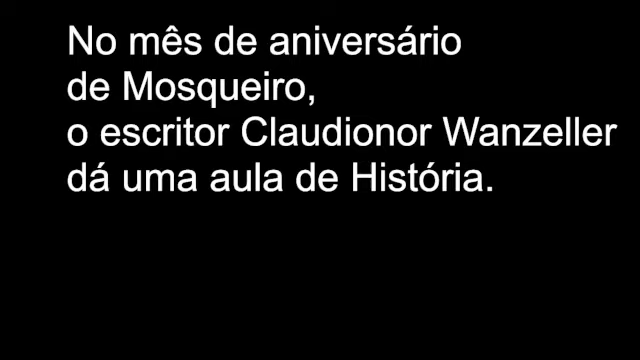 No mês de aniversário
de Mosqueiro,
o escritor Claudionor Wanzeller
dá uma aula de História.